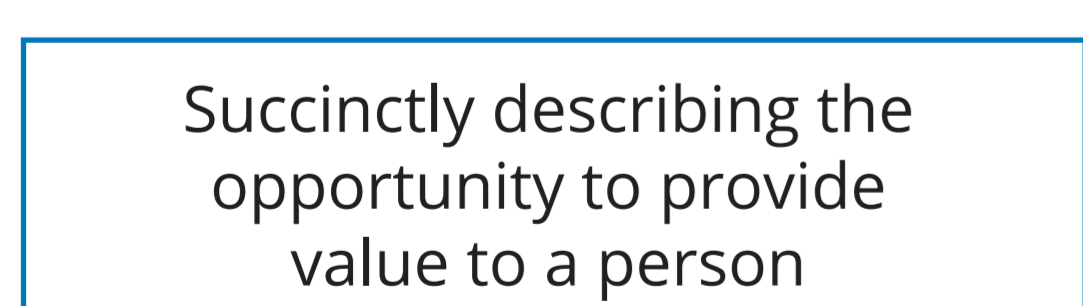 Succinctly describing the
opportunity to provide
value to a person